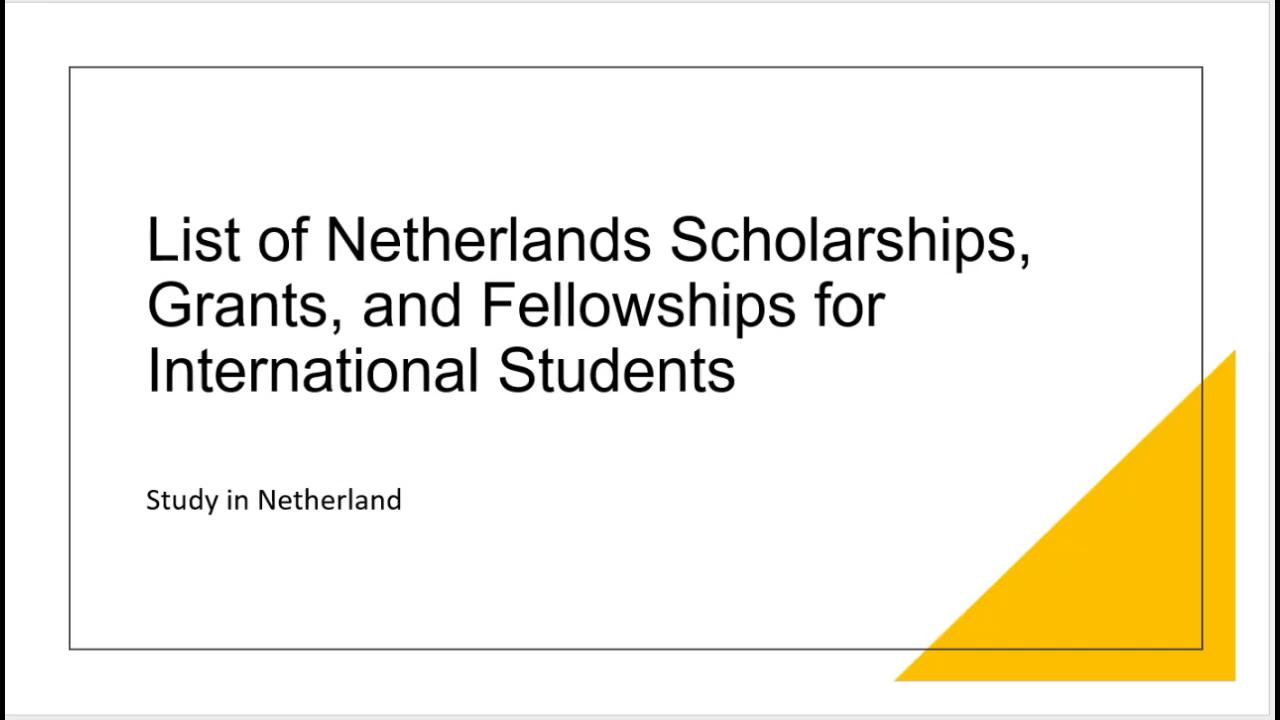 List of Netherlands Scholarships,
Grants, and Fellowships for
International Students
Study in Netherland